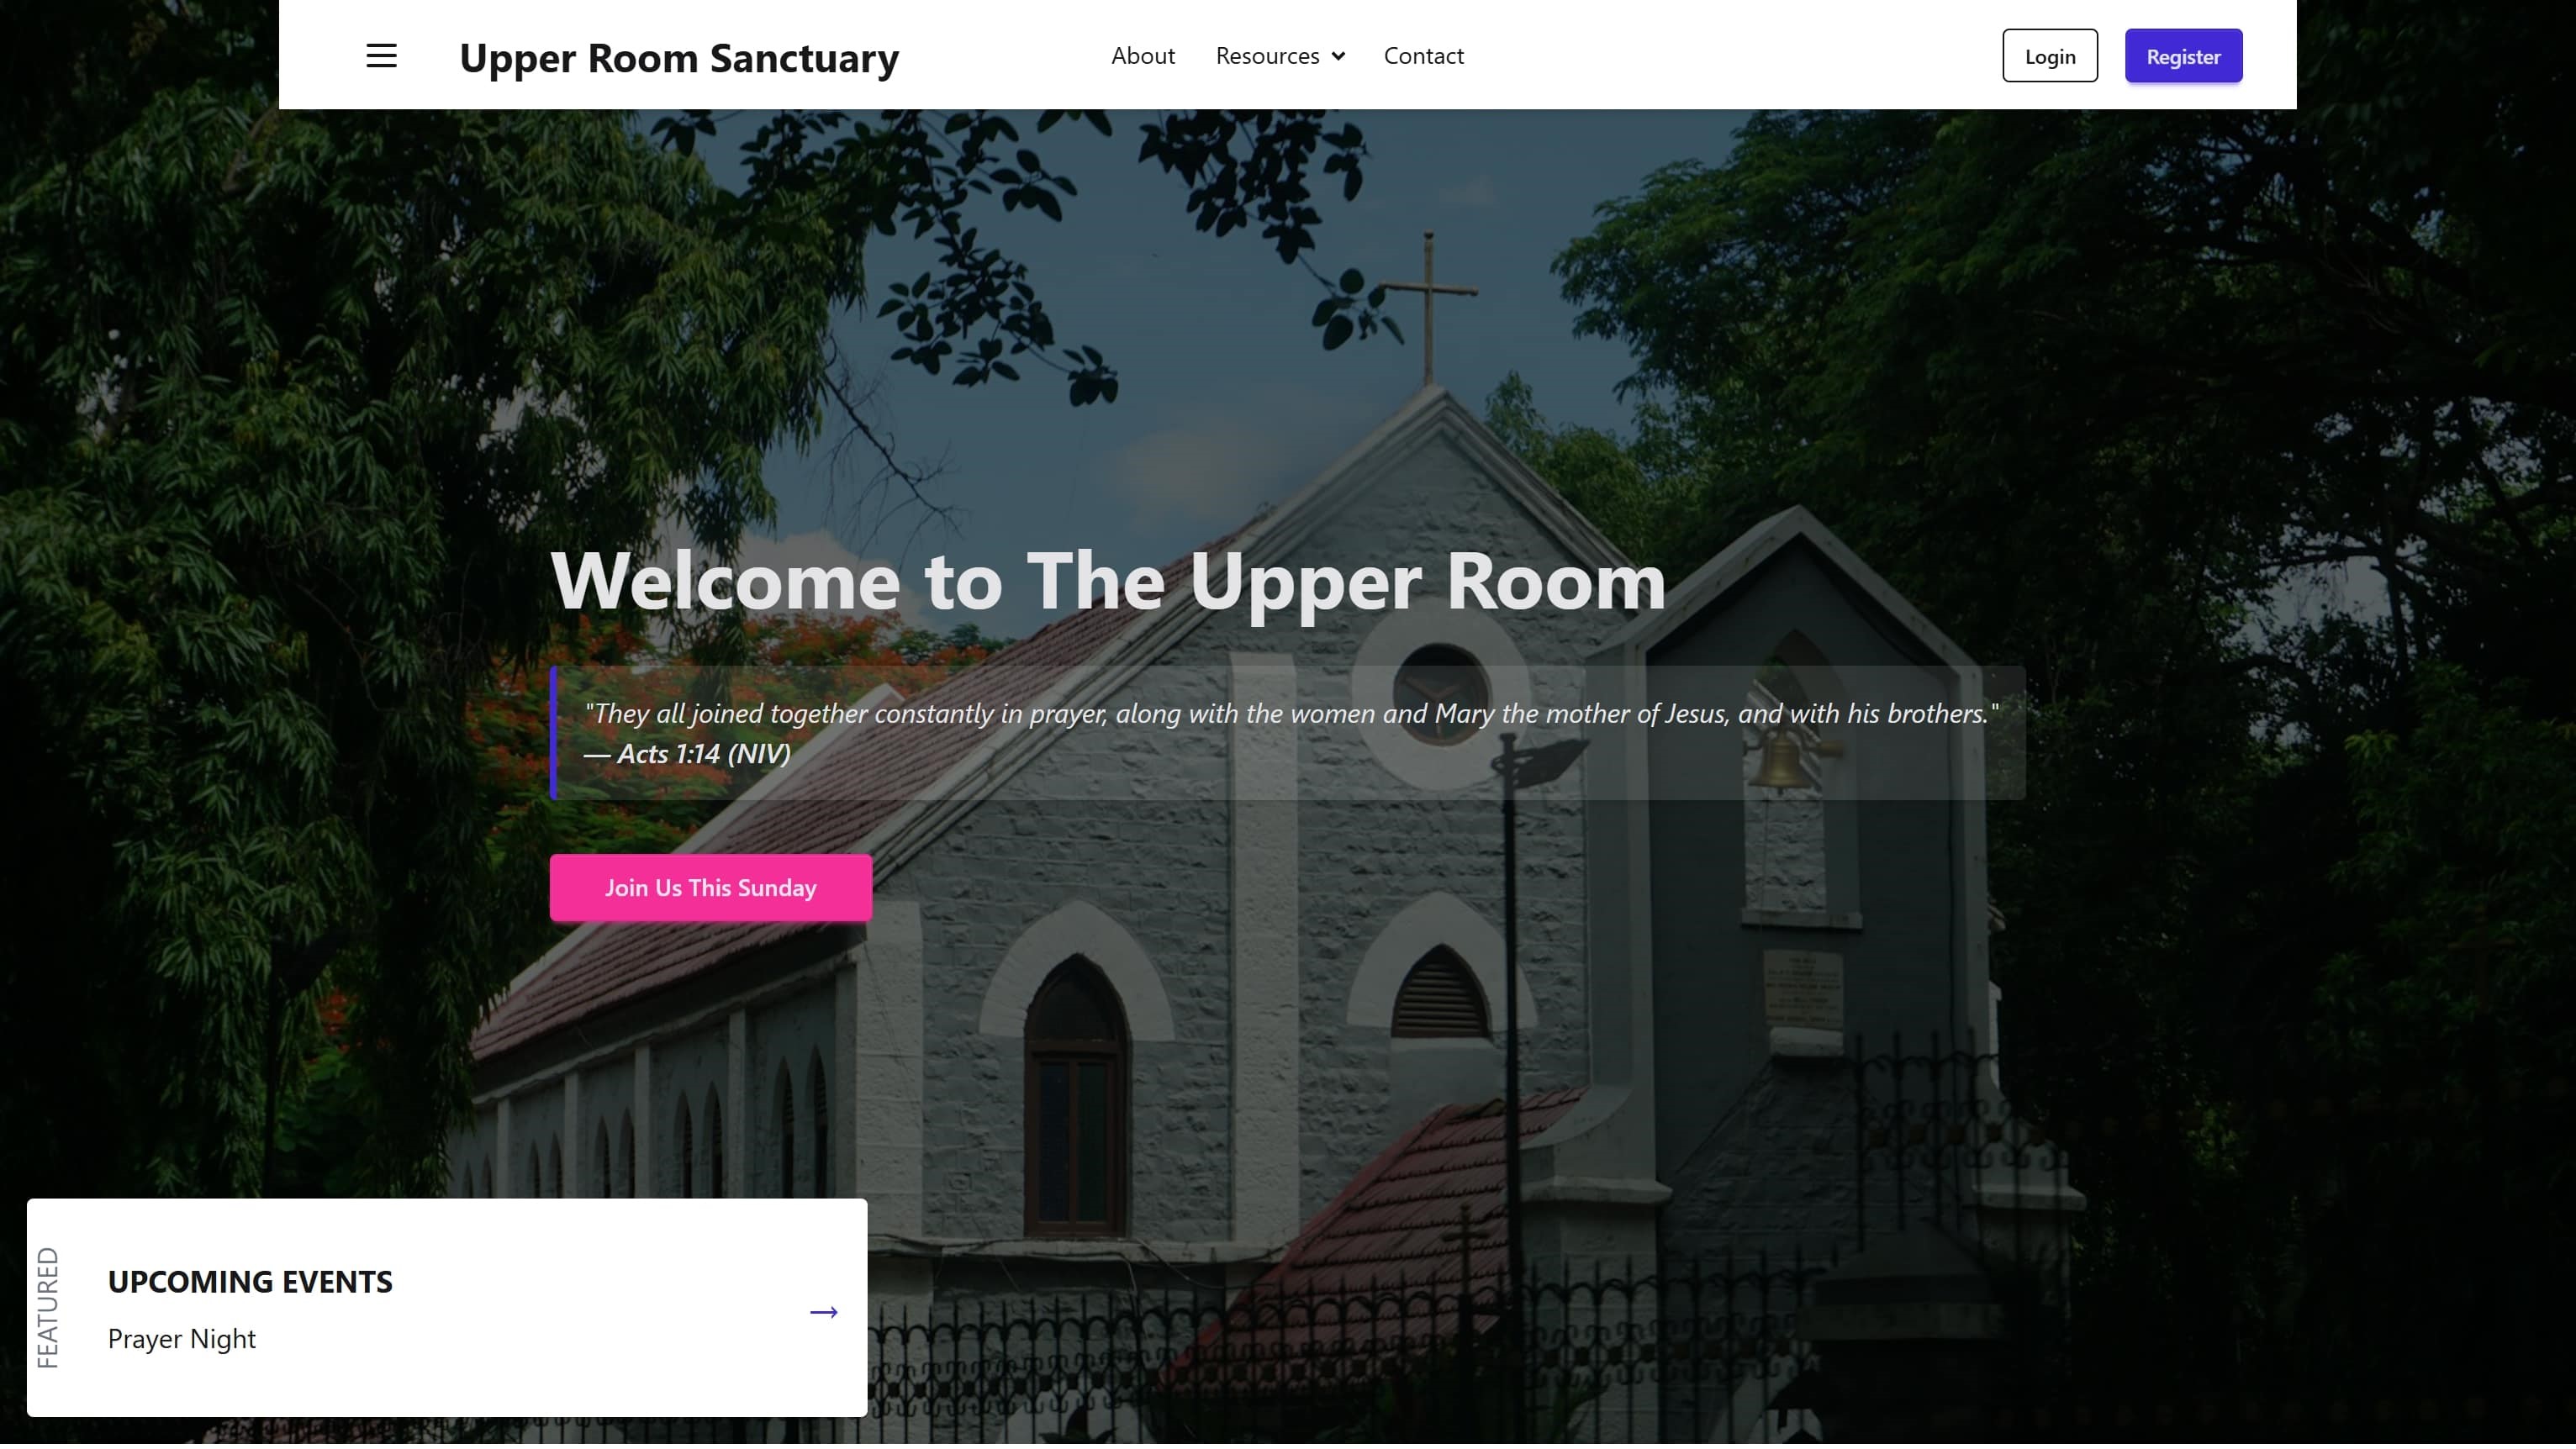 Upper Room Sanctuary
About
Resources
Contact
Login
Register
Welcome to The Upper Room
"They all joined together constantly in prayer, along with the women and Mary the mother of Jesus, and with his brothers."
— Acts 1:14 (NIV)
Join Us This Sunday
FEATURED
UPCOMING EVENTS
Prayer Night
→